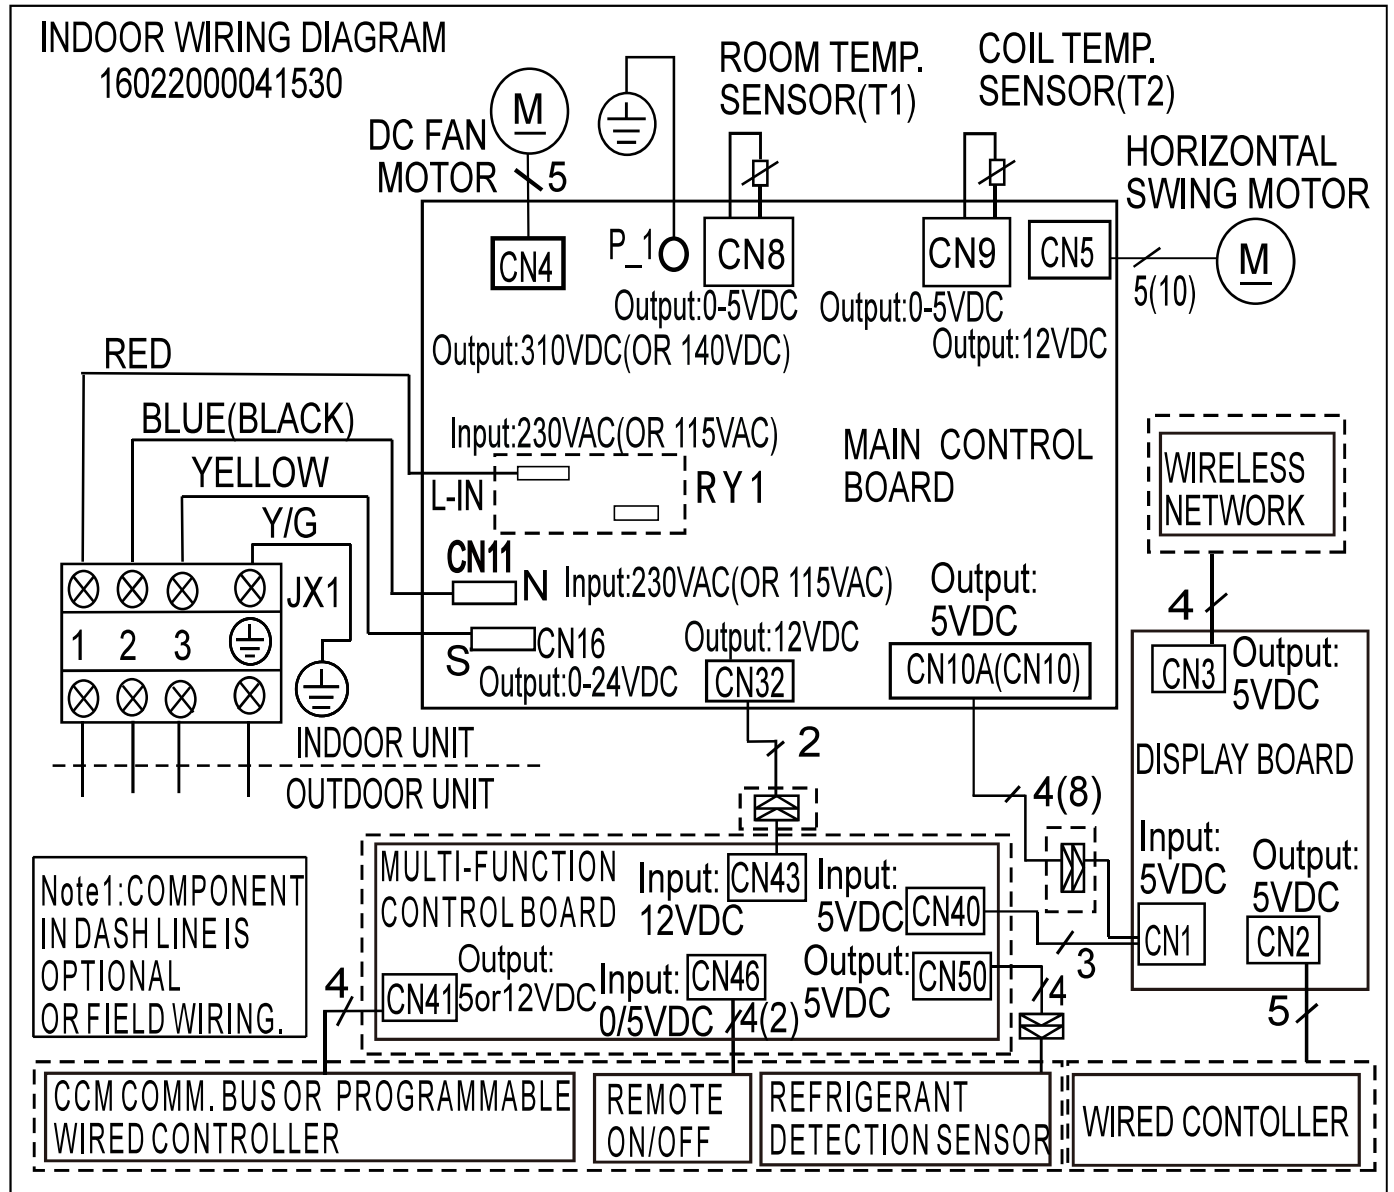 INDOOR WIRING DIAGRAM
16022000041530
M
DC FAN
MOTOR
5
ROOM TEMP.
SENSOR(T1)
COIL TEMP.
SENSOR(T2)
HORIZONTAL
SWING MOTOR
M
5(10)
CN4
P_1
CN8
CN9
CN5
Output:0-5VDC
Output:0-5VDC
Output:310VDC(OR 140VDC)
Output:12VDC
RED
BLUE(BLACK)
YELLOW
Y/G
Input:230VAC(OR 115VAC)
L-IN
RY1
MAIN CONTROL
BOARD
CN11
N
Input:230VAC(OR 115VAC)
S
CN16
Output:0-24VDC
Output:12VDC
CN32
Output:
5VDC
CN10A(CN10)
JX1
1 2 3
INDOOR UNIT
OUTDOOR UNIT
WIRELESS
NETWORK
4
CN3
Output:
5VDC
DISPLAY BOARD
Input:
5VDC
CN1
Output:
5VDC
CN2
2
4(8)
3
5
Note1:COMPONENT
IN DASH LINE IS
OPTIONAL
OR FIELD WIRING.
MULTI-FUNCTION
CONTROL BOARD
Input:
12VDC
CN43
Input:
5VDC
CN40
4
CN41
Output:
5or12VDC
Input:
0/5VDC
CN46
4(2)
Output:
5VDC
CN50
4
CCM COMM. BUS OR PROGRAMMABLE
WIRED CONTROLLER
REMOTE
ON/OFF
REFRIGERANT
DETECTION SENSOR
WIRED CONTOLLER